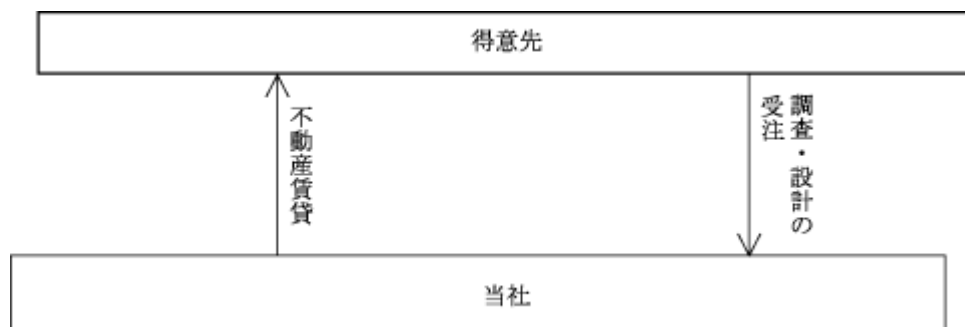 得意先
不動産賃貸
調査・設計の
受注
当社